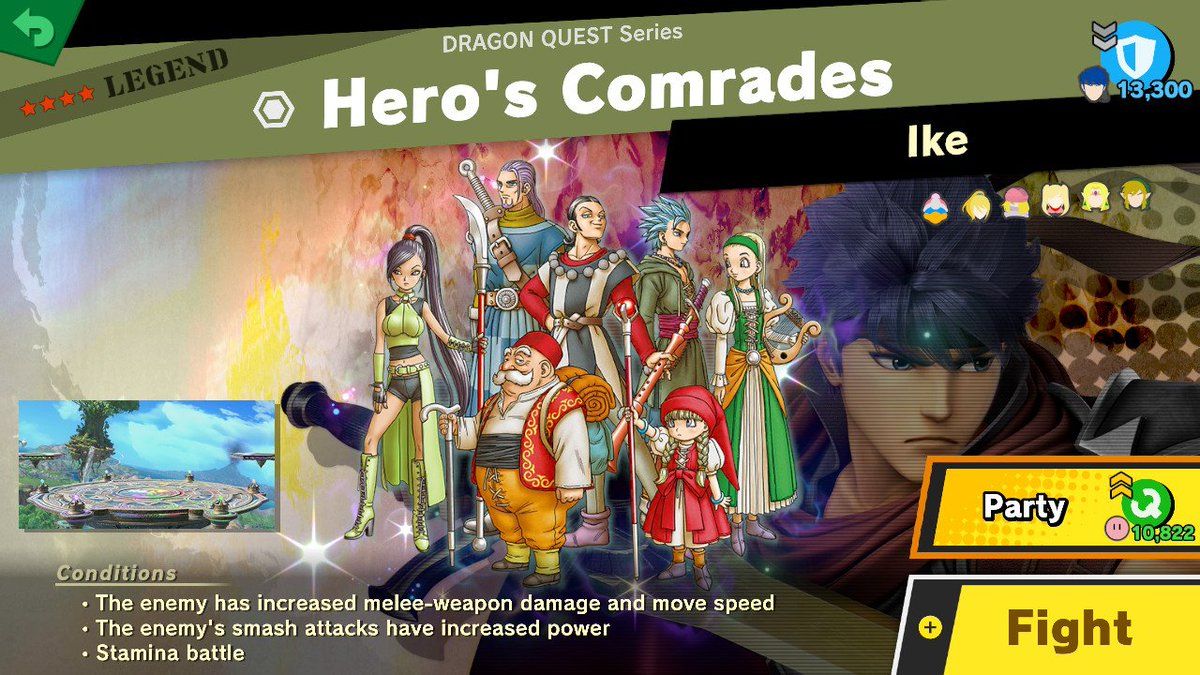 DRAGON QUEST Series
LEGEND
Hero's Comrades
13,300
Ike
Party
10,822
Conditions
• The enemy has increased melee-weapon damage and move speed
• The enemy's smash attacks have increased power
• Stamina battle
+ Fight